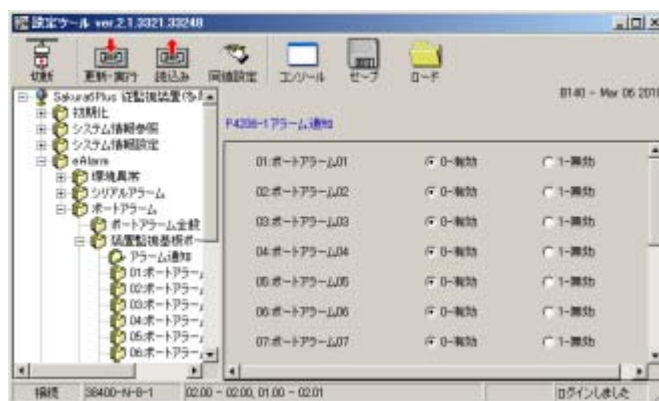 設定ツール ver.2.1.3321.33248
切断 更新・実行 読込み 同値設定 コンソール セーブ ロード
B140 - Mar 05 2010
Sakura6Plus 従監視装置
初期化
システム情報参照
システム情報設定
eAlarm
環境異常
シリアルアラーム
ポートアラーム
ポートアラーム全般
装置監視基板ポー
アラーム通知
01:ポートアラーム
02:ポートアラーム
03:ポートアラーム
04:ポートアラーム
05:ポートアラーム
06:ポートアラーム
P4208-1アラーム通知
01:ポートアラーム01 0-有効 1-無効
02:ポートアラーム02 0-有効 1-無効
03:ポートアラーム03 0-有効 1-無効
04:ポートアラーム04 0-有効 1-無効
05:ポートアラーム05 0-有効 1-無効
06:ポートアラーム06 0-有効 1-無効
07:ポートアラーム07 0-有効 1-無効
接続 38400-N-8-1 02.00 - 02.00, 01.00 - 02.01 ログインしました